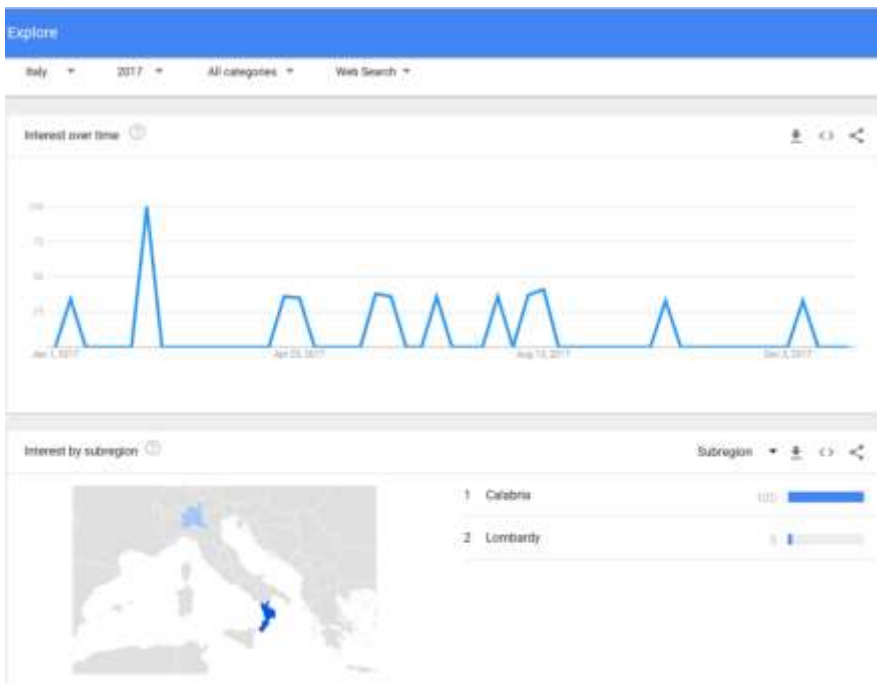 Explore
Italy 2017 All categories Web Search
Interest over time
100
75
50
25
Jan 1, 2017 Apr 23, 2017 Aug 13, 2017 Dec 3, 2017
Interest by subregion Subregion
1 Calabria 100
2 Lombardy